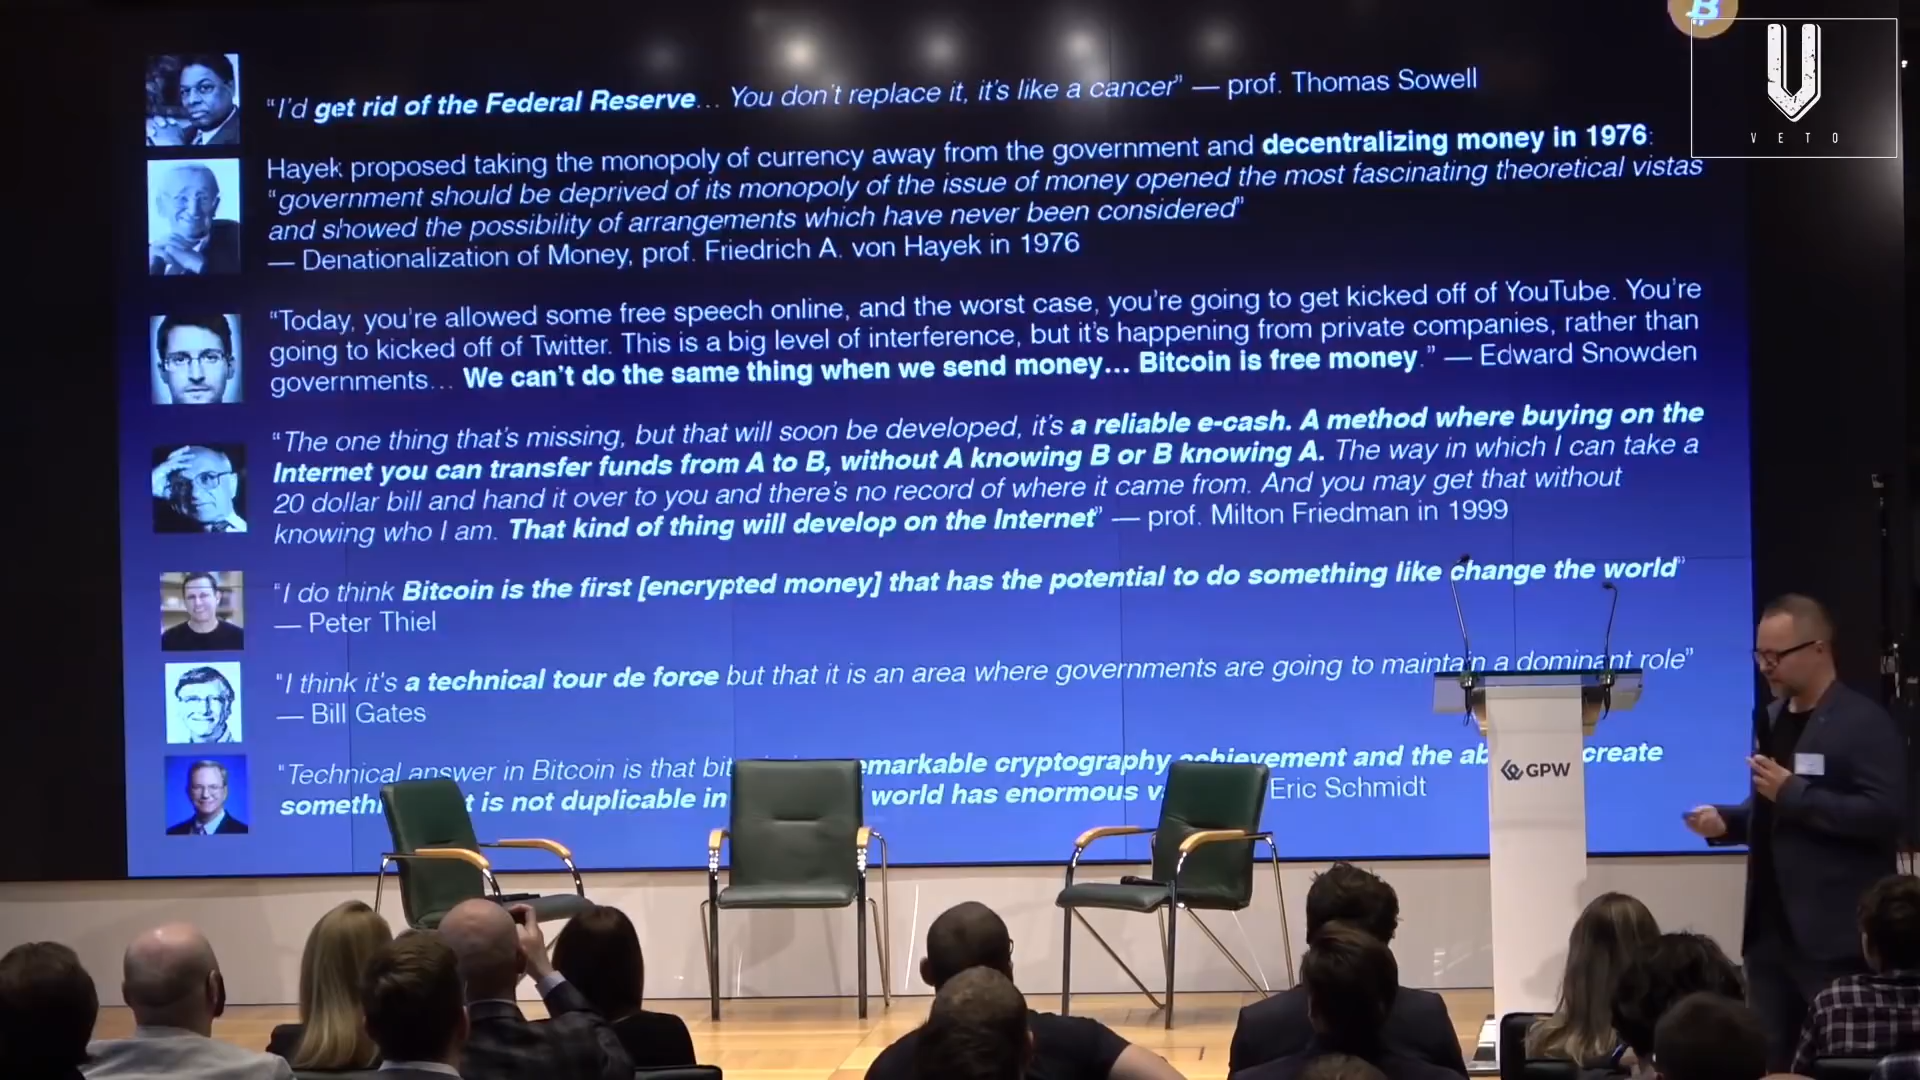 "I'd get rid of the Federal Reserve... You don't replace it, it's like a cancer" — prof. Thomas Sowell
Hayek proposed taking the monopoly of currency away from the government and decentralizing money in 1976:
"government should be deprived of its monopoly of the issue of money opened the most fascinating theoretical vistas
and showed the possibility of arrangements which have never been considered"
— Denationalization of Money, prof. Friedrich A. von Hayek in 1976
"Today, you're allowed some free speech online, and the worst case, you're going to get kicked off of YouTube. You're
going to kicked off of Twitter. This is a big level of interference, but it's happening from private companies, rather than
governments... We can't do the same thing when we send money... Bitcoin is free money." — Edward Snowden
"The one thing that's missing, but that will soon be developed, it's a reliable e-cash. A method where buying on the
Internet you can transfer funds from A to B, without A knowing B or B knowing A. The way in which I can take a
20 dollar bill and hand it over to you and there's no record of where it came from. And you may get that without
knowing who I am. That kind of thing will develop on the Internet" — prof. Milton Friedman in 1999
"I do think Bitcoin is the first [encrypted money] that has the potential to do something like change the world"
— Peter Thiel
"I think it's a technical tour de force but that it is an area where governments are going to maintain a dominant role"
— Bill Gates
"Technical answer in Bitcoin is that cryptography achievement and the create
is not duplicable in world has enormous Eric Schmidt
VETO
GPW